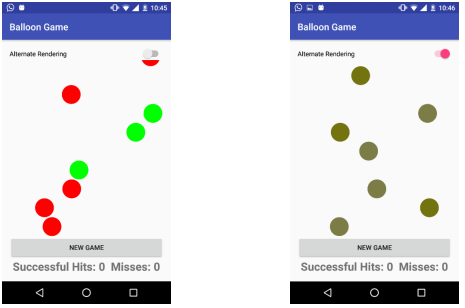 10:45
Balloon Game
Alternate Rendering
NEW GAME
Successful Hits: 0 Misses: 0
10:46
Balloon Game
Alternate Rendering
NEW GAME
Successful Hits: 0 Misses: 0